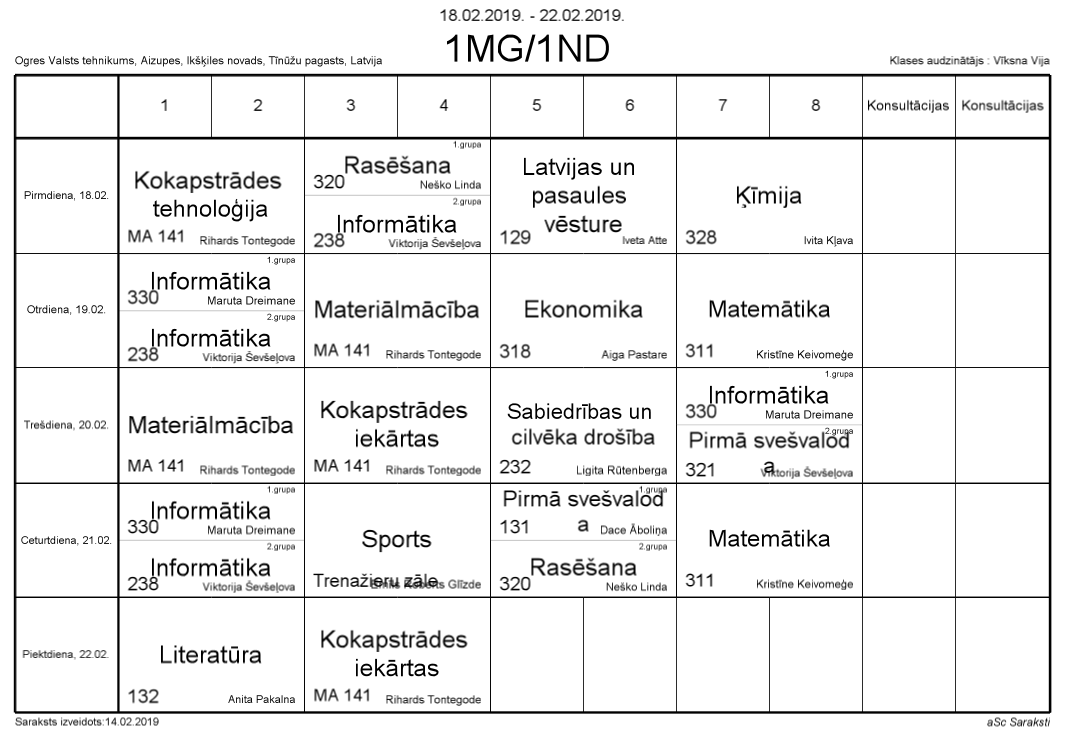 18.02.2019. - 22.02.2019.
1MG/1ND
Ogres Valsts tehnikums, Aizupes, Ikšķiles novads, Tīnūžu pagasts, Latvija
Klases audzinātājs : Vīksna Vija
1 2 3 4 5 6 7 8 Konsultācijas Konsultācijas
Pirmdiena, 18.02.
Kokapstrādes
tehnoloģija
MA 141 Rihards Tontegode
1.grupa
Rasēšana
320 Neško Linda
2.grupa
Informātika
238 Viktorija Ševšeļova
Latvijas un
pasaules
vēsture
129 Iveta Atte
Ķīmija
328 Ivita Kļava
Otrdiena, 19.02.
1.grupa
Informātika
330 Maruta Dreimane
2.grupa
Informātika
238 Viktorija Ševšeļova
Materiālmācība
MA 141 Rihards Tontegode
Ekonomika
318 Aiga Pastare
Matemātika
311 Kristīne Keivomeģe
Trešdiena, 20.02.
Materiālmācība
MA 141 Rihards Tontegode
Kokapstrādes
iekārtas
MA 141 Rihards Tontegode
Sabiedrības un
cilvēka drošība
232 Ligita Rūtenberga
1.grupa
Informātika
330 Maruta Dreimane
2.grupa
Pirmā svešvalod
a
321 Viktorija Ševšeļova
Ceturtdiena, 21.02.
1.grupa
Informātika
330 Maruta Dreimane
2.grupa
Informātika
238 Viktorija Ševšeļova
Sports
Trenažieru zāle Emīls Roberts Glīzde
1.grupa
Pirmā svešvalod
a
131 Dace Āboliņa
2.grupa
Rasēšana
320 Neško Linda
Matemātika
311 Kristīne Keivomeģe
Piektdiena, 22.02.
Literatūra
132 Anita Pakalna
Kokapstrādes
iekārtas
MA 141 Rihards Tontegode
Saraksts izveidots:14.02.2019
aSc Saraksti